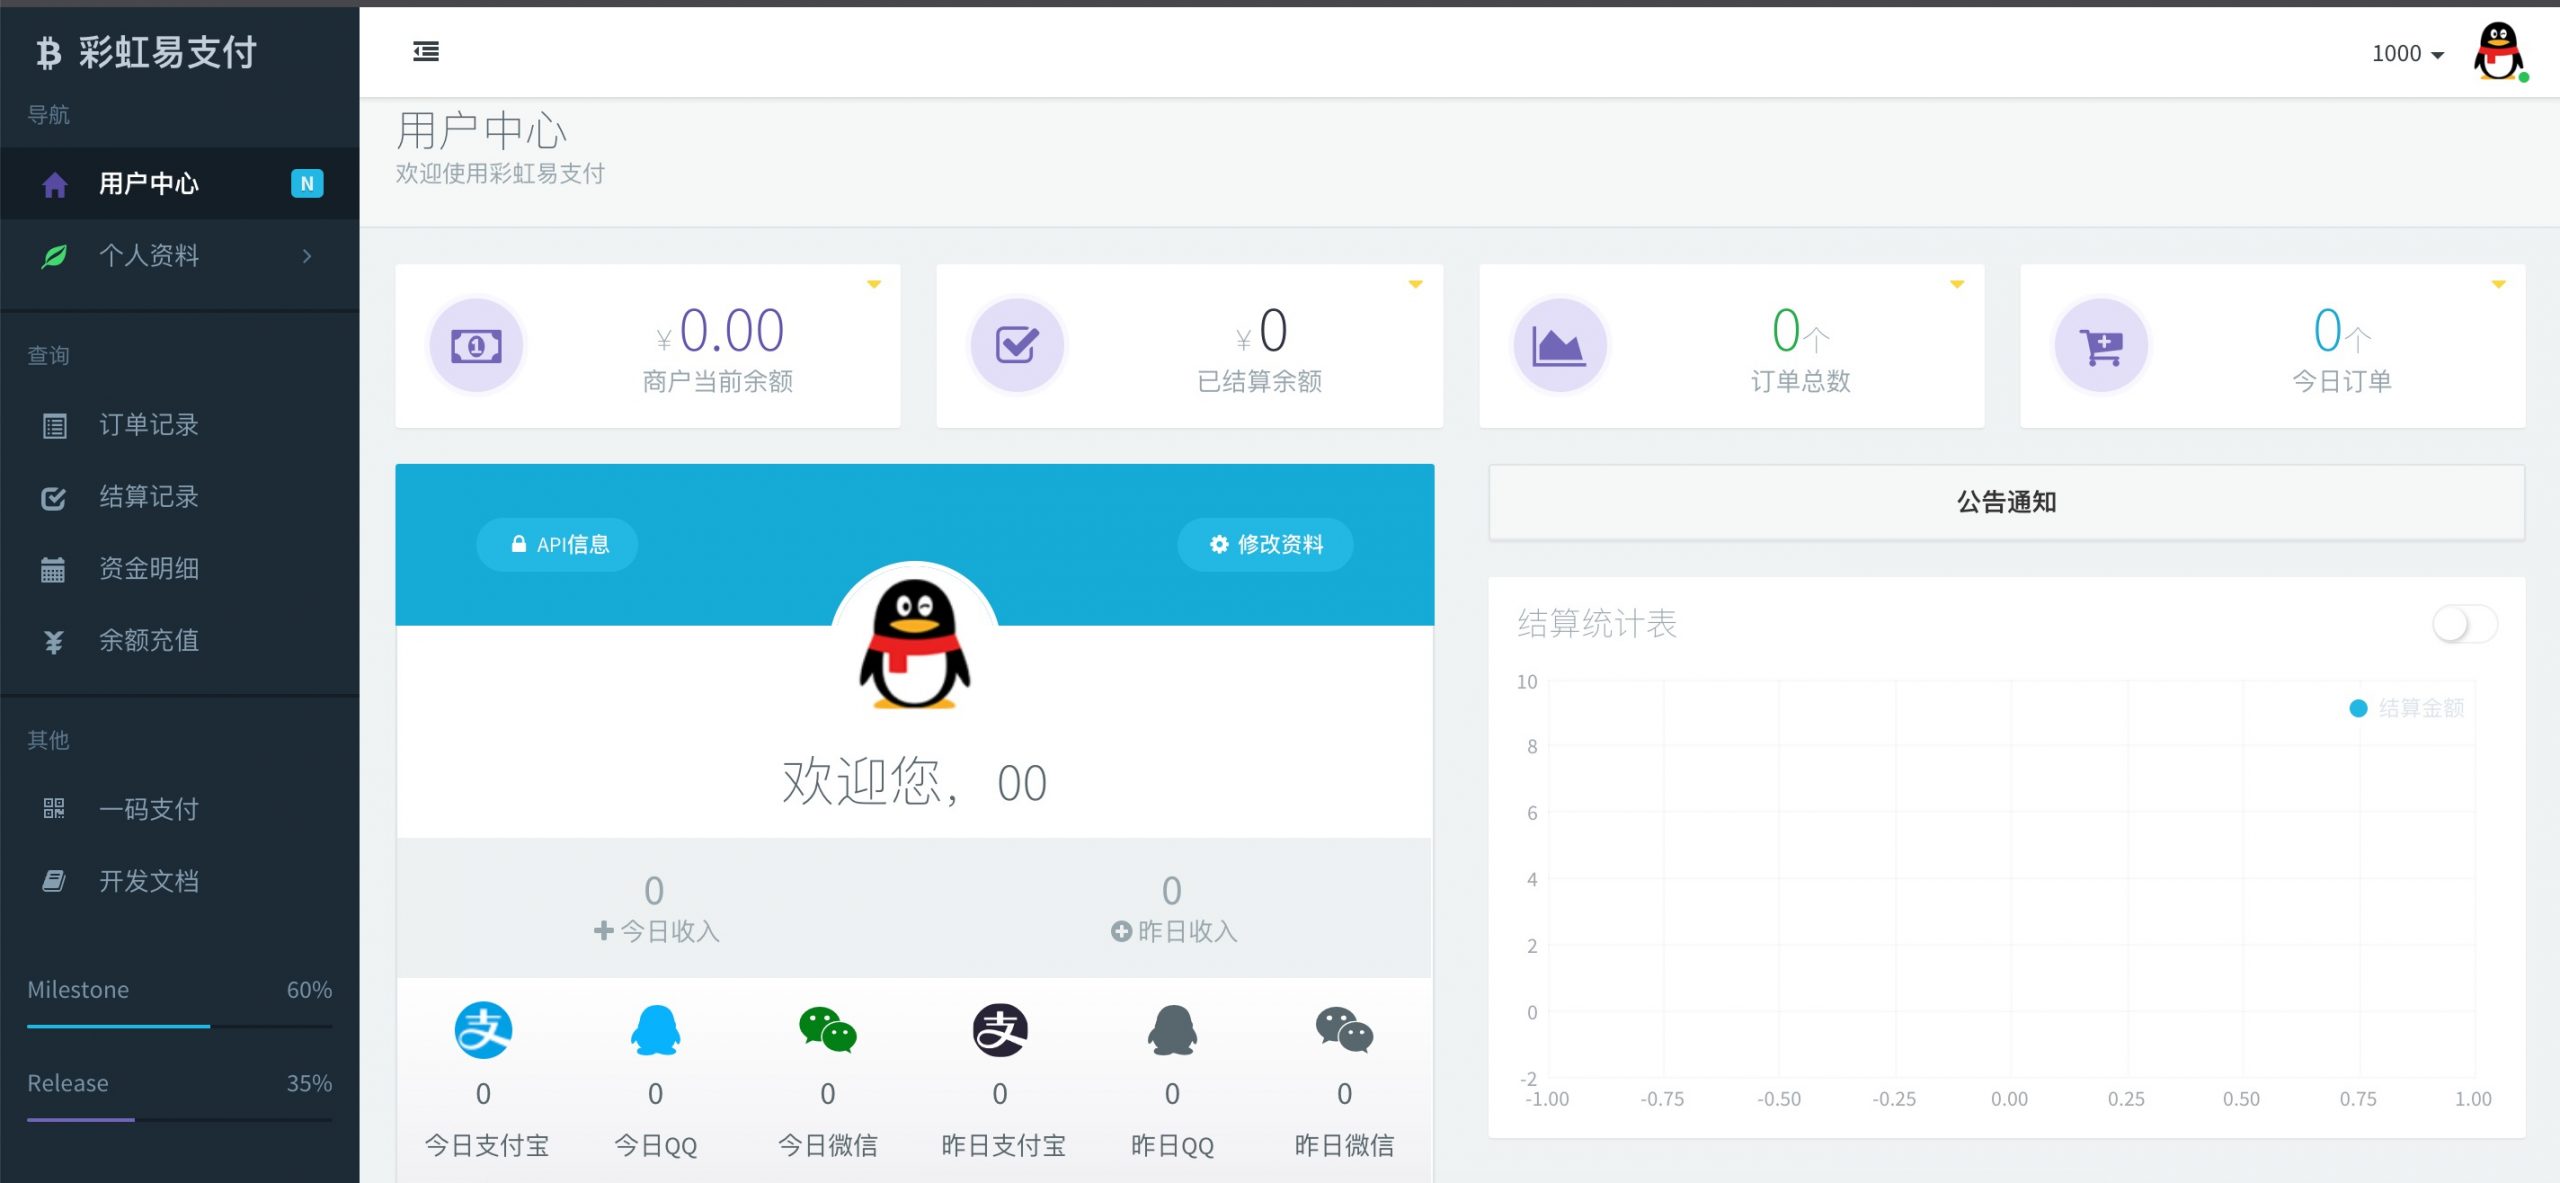 彩虹易支付
导航
用户中心 N
个人资料
查询
订单记录
结算记录
资金明细
余额充值
其他
一码支付
开发文档
Milestone 60%
Release 35%
1000
用户中心
欢迎使用彩虹易支付
¥0.00
商户当前余额
¥0
已结算余额
0个
订单总数
0个
今日订单
API信息
修改资料
欢迎您，00
0
今日收入
0
昨日收入
支
0
今日支付宝
0
今日QQ
0
今日微信
支
0
昨日支付宝
0
昨日QQ
0
昨日微信
公告通知
结算统计表
结算金额
10
8
6
4
2
0
-2
-1.00 -0.75 -0.50 -0.25 0.00 0.25 0.50 0.75 1.00